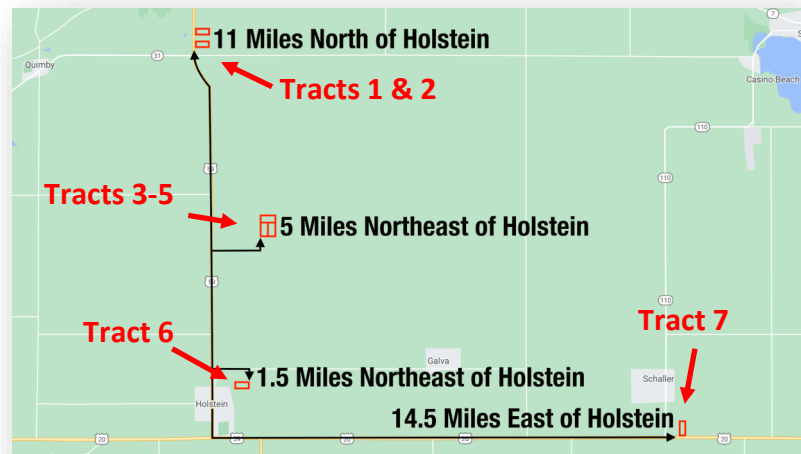 7
11 Miles North of Holstein
31
Quimby
Casino Beach
Tracts 1 & 2
110
59
110
Tracts 3-5
5 Miles Northeast of Holstein
59
110
Tract 6
Tract 7
Galva
1.5 Miles Northeast of Holstein
Schaller
Holstein
14.5 Miles East of Holstein
20
20
20
20